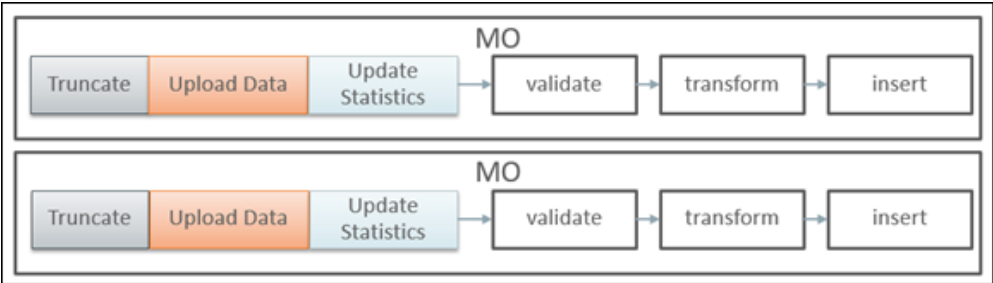 MO
Truncate Upload Data Update Statistics validate transform insert
MO
Truncate Upload Data Update Statistics validate transform insert